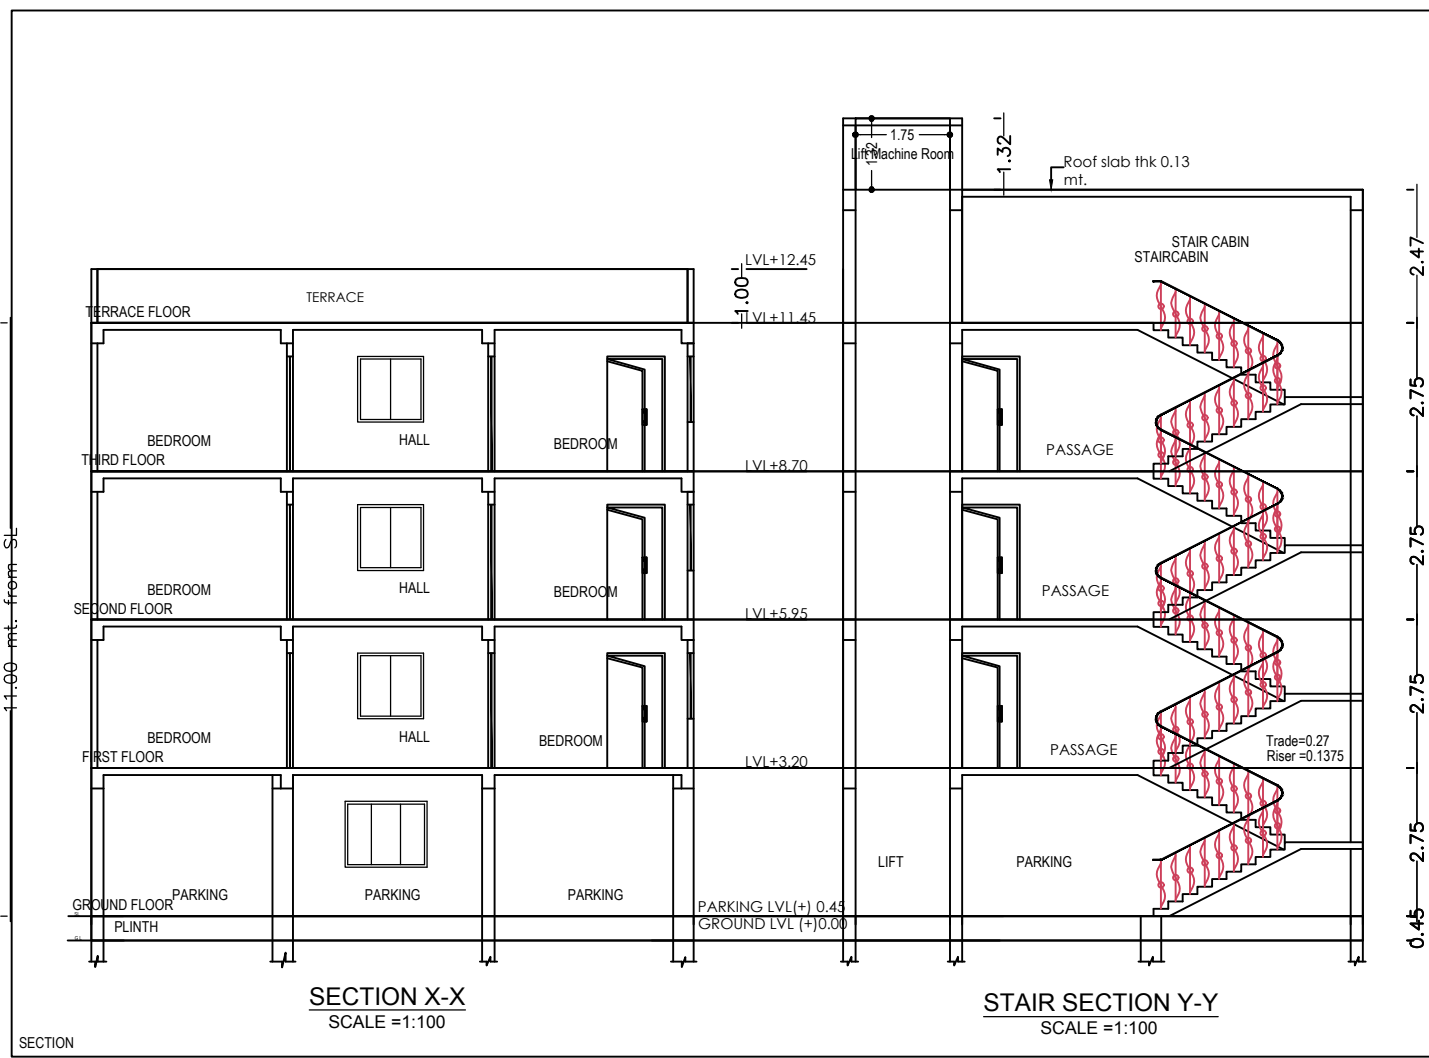 1.75
1.32
Lift Machine Room
1.32
Roof slab thk 0.13
mt.
STAIR CABIN
STAIRCABIN
2.47
LVL+12.45
1.00
TERRACE
TERRACE FLOOR
LVL+11.45
2.75
BEDROOM
HALL
BEDROOM
PASSAGE
THIRD FLOOR
LVL+8.70
2.75
11.00 mt. from SL
BEDROOM
HALL
BEDROOM
PASSAGE
SECOND FLOOR
LVL+5.95
2.75
BEDROOM
HALL
BEDROOM
PASSAGE
Trade=0.27
Riser =0.1375
FIRST FLOOR
LVL+3.20
2.75
LIFT
PARKING
PARKING
PARKING
PARKING
GROUND FLOOR
PARKING LVL(+) 0.45
PLINTH
GROUND LVL (+)0.00
0.45
SECTION X-X
SCALE =1:100
STAIR SECTION Y-Y
SCALE =1:100
SECTION